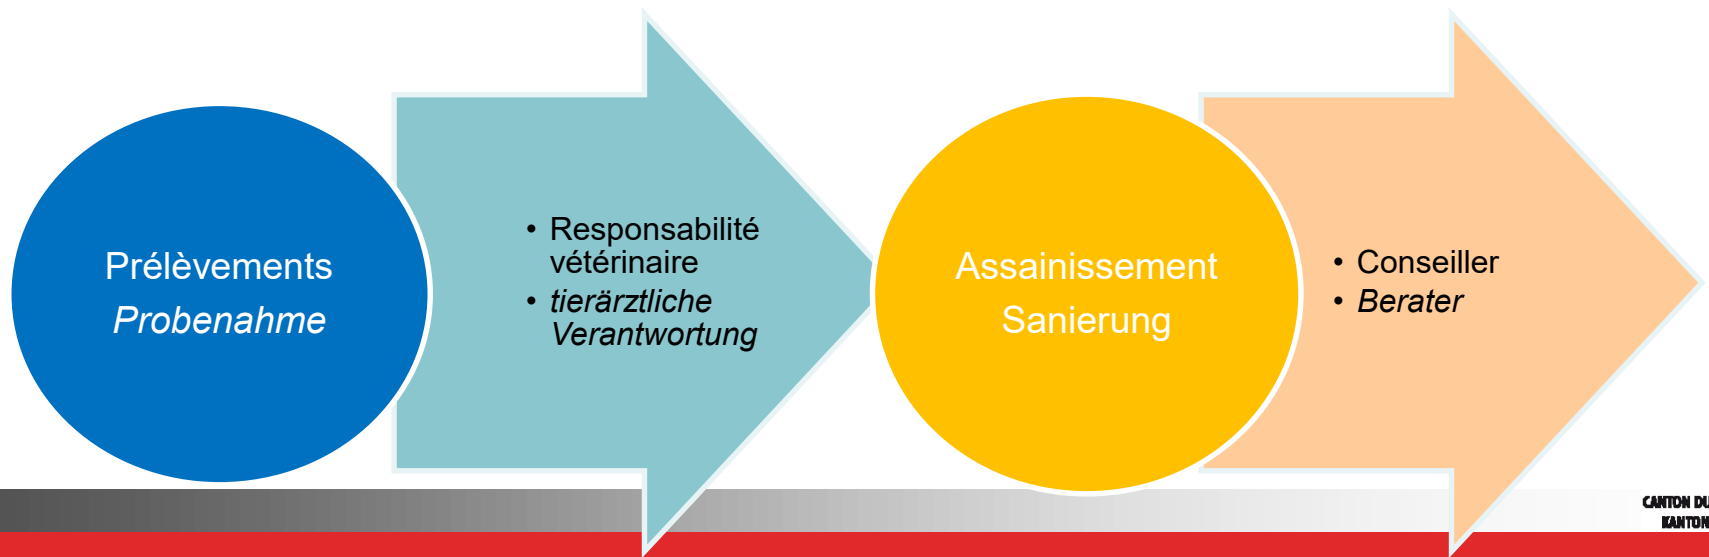 Prélèvements
Probenahme
• Responsabilité
vétérinaire
• tierärztliche
Verantwortung
Assainissement
Sanierung
• Conseiller
• Berater
CANTON DU
KANTON